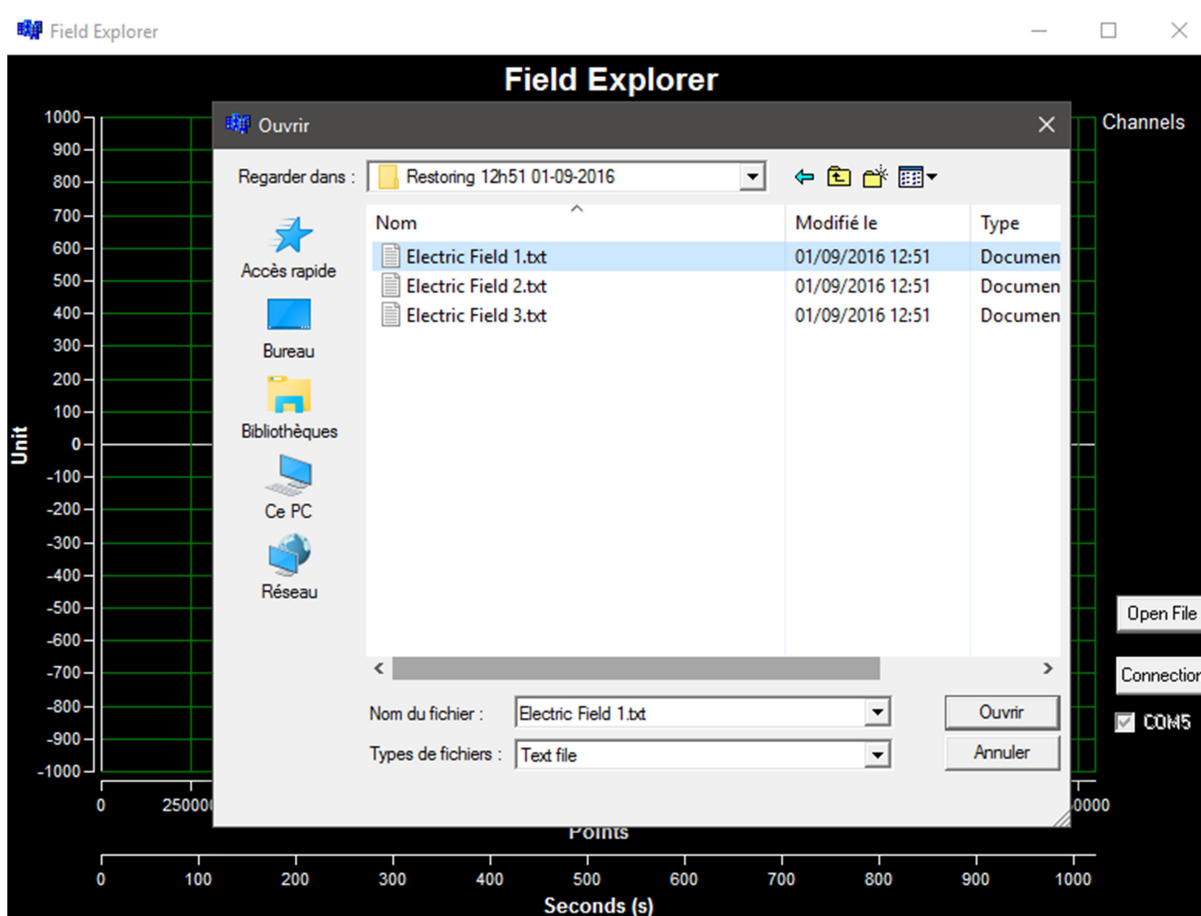 Field Explorer
Field Explorer
Ouvrir
Channels
Regarder dans :
Restoring 12h51 01-09-2016
Nom
Modifié le
Type
Electric Field 1.txt
01/09/2016 12:51
Documen
Electric Field 2.txt
01/09/2016 12:51
Documen
Electric Field 3.txt
01/09/2016 12:51
Documen
Accès rapide
Bureau
Bibliothèques
Ce PC
Réseau
Nom du fichier :
Electric Field 1.txt
Ouvrir
Types de fichiers :
Text file
Annuler
Open File
Connection
COM5
Unit
1000
900
800
700
600
500
400
300
200
100
0
-100
-200
-300
-400
-500
-600
-700
-800
-900
-1000
0
250000
0000
Points
0
100
200
300
400
500
600
700
800
900
1000
Seconds (s)